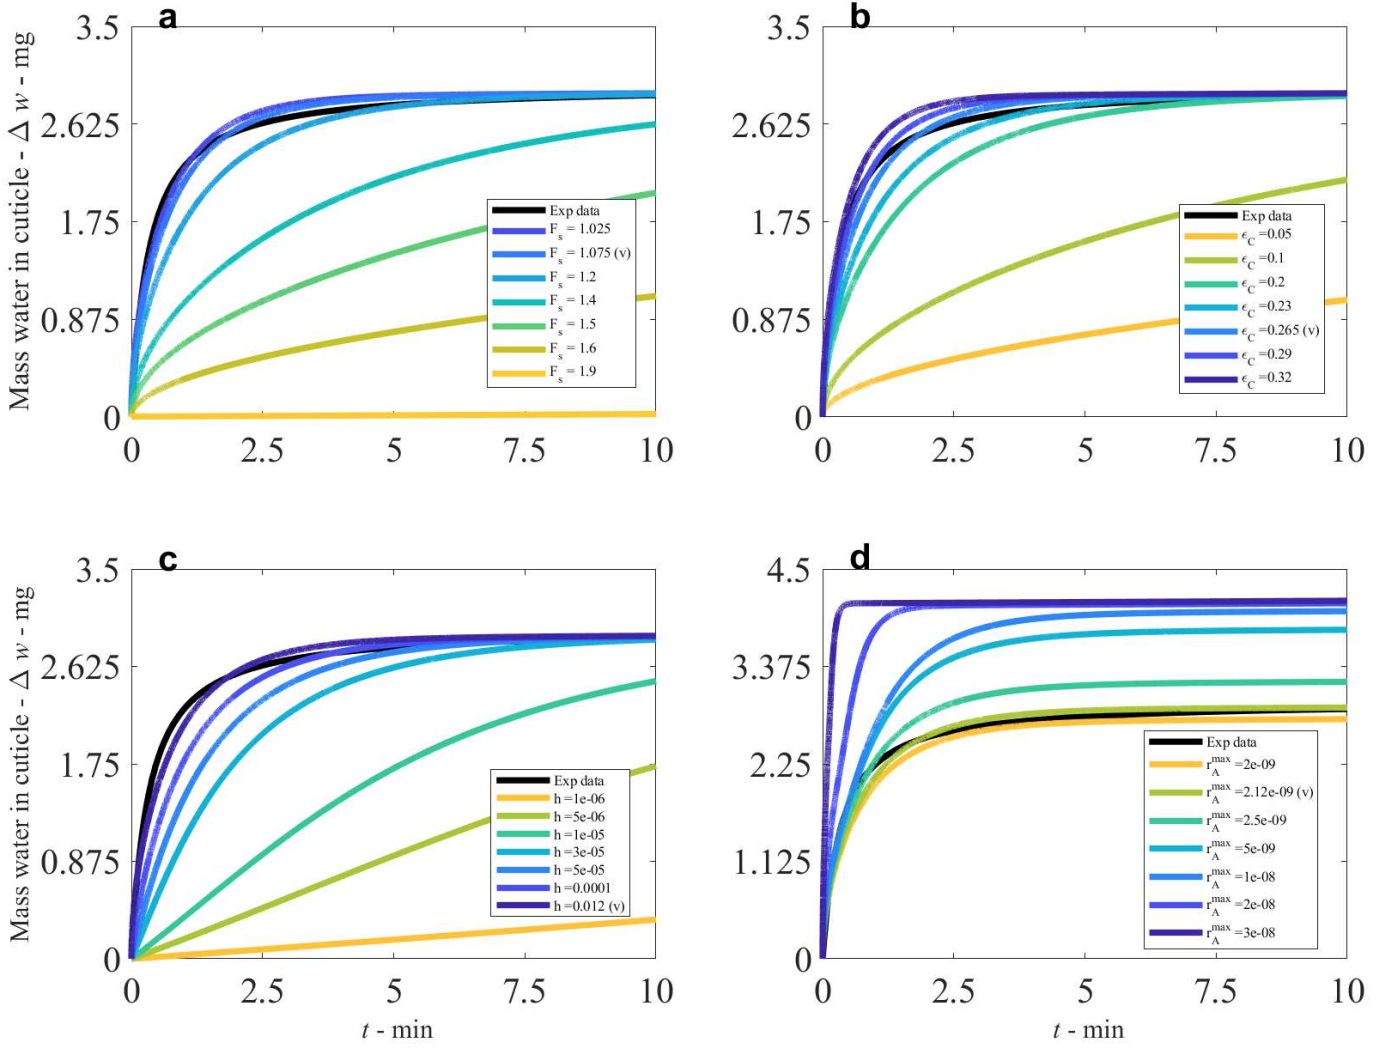 a
3.5
2.625
1.75
0.875
0
0
2.5
5
7.5
10
Mass water in cuticle - Δ w - mg
Exp data
F_s = 1.025
F_s = 1.075 (v)
F_s = 1.2
F_s = 1.4
F_s = 1.5
F_s = 1.6
F_s = 1.9
b
3.5
2.625
1.75
0.875
0
0
2.5
5
7.5
10
Exp data
ϵ_C =0.05
ϵ_C =0.1
ϵ_C =0.2
ϵ_C =0.23
ϵ_C =0.265 (v)
ϵ_C =0.29
ϵ_C =0.32
c
3.5
2.625
1.75
0.875
0
0
2.5
5
7.5
10
Mass water in cuticle - Δ w - mg
t - min
Exp data
h =1e-06
h =5e-06
h =1e-05
h =3e-05
h =5e-05
h =0.0001
h =0.012 (v)
d
4.5
3.375
2.25
1.125
0
0
2.5
5
7.5
10
t - min
Exp data
r_A^max =2e-09
r_A^max =2.12e-09 (v)
r_A^max =2.5e-09
r_A^max =5e-09
r_A^max =1e-08
r_A^max =2e-08
r_A^max =3e-08